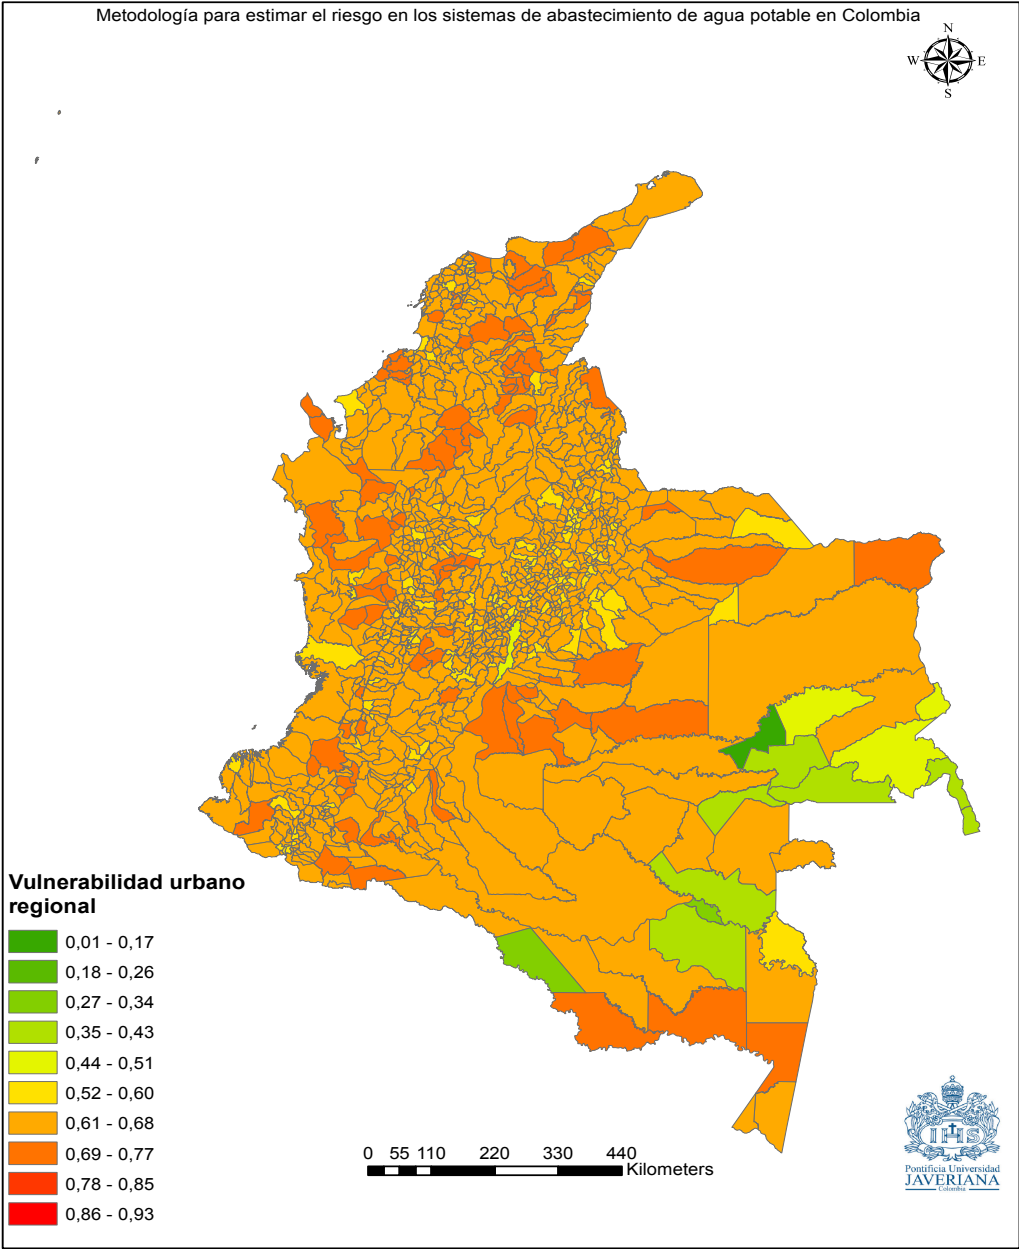 Metodología para estimar el riesgo en los sistemas de abastecimiento de agua potable en Colombia
N
W E
S
Vulnerabilidad urbano
regional
0,01 - 0,17
0,18 - 0,26
0,27 - 0,34
0,35 - 0,43
0,44 - 0,51
0,52 - 0,60
0,61 - 0,68
0,69 - 0,77
0,78 - 0,85
0,86 - 0,93
0 55 110 220 330 440
Kilometers
IHS
Pontificia Universidad
JAVERIANA
Colombia